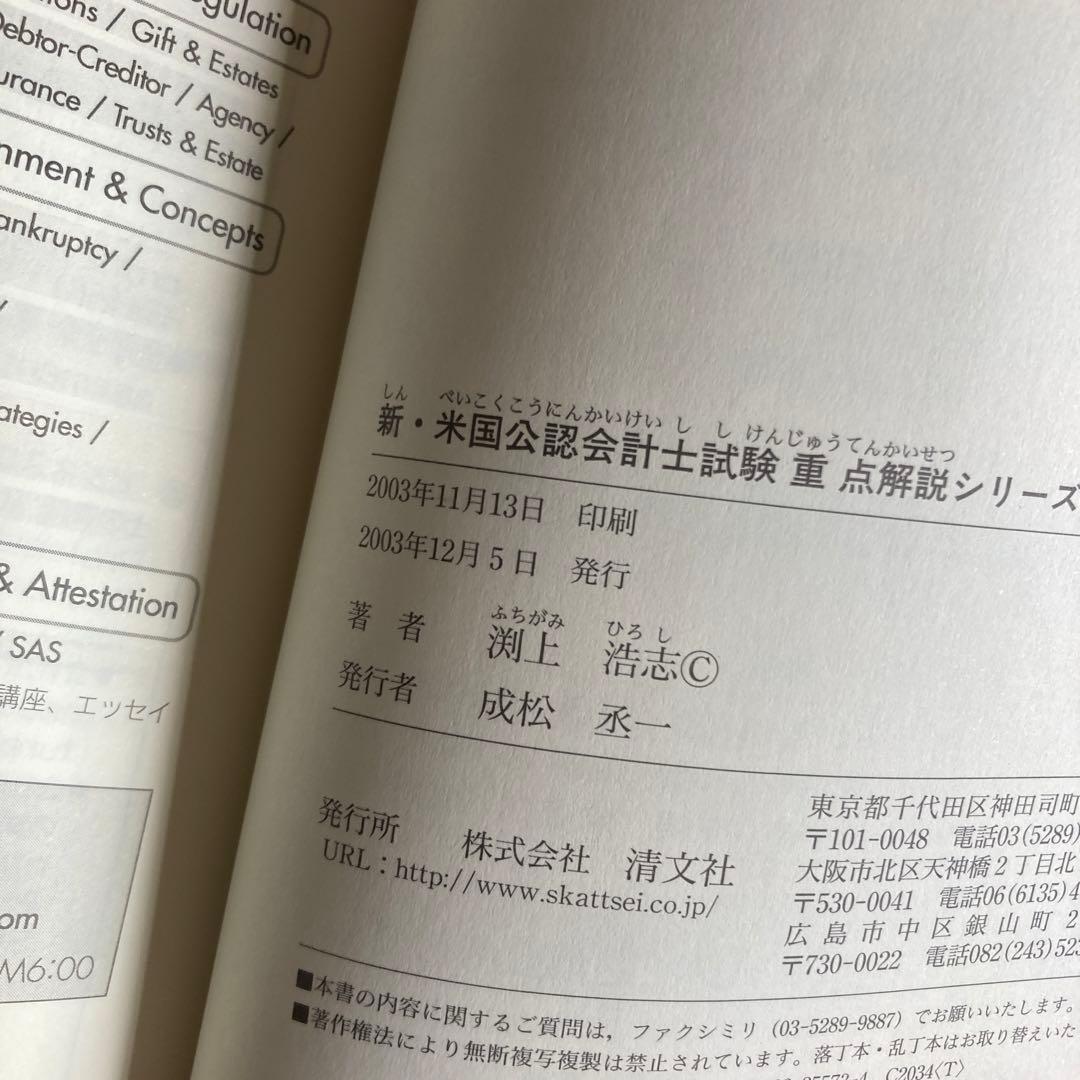 gulation
ons / Gift & Estates
Debtor-Creditor / Agency /
urance / Trusts & Estate
nment & Concepts
ankruptcy /
/
ategies /
& Attestation
/ SAS
講座、エッセイ
om
M6:00
しん べいこくこうにんかいけい し し けんじゅうてんかいせつ
新・米国公認会計士試験 重 点解説シリーズ
2003年11月13日 印刷
2003年12月5日 発行
ふちがみ ひろ し
著 者 渕上 浩志©
発行者 成松 丞一
発行所 株式会社 清文社
URL：http://www.skattsei.co.jp/
東京都千代田区神田司町
〒101-0048 電話03(5289)
大阪市北区天神橋2丁目北
〒530-0041 電話06(6135)4
広島市中区銀山町2
〒730-0022 電話082(243)523
■本書の内容に関するご質問は，ファクシミリ（03-5289-9887）でお願いいたします。
■著作権法により無断複写複製は禁止されています。落丁本・乱丁本はお取り替えいた
C2034〈T〉